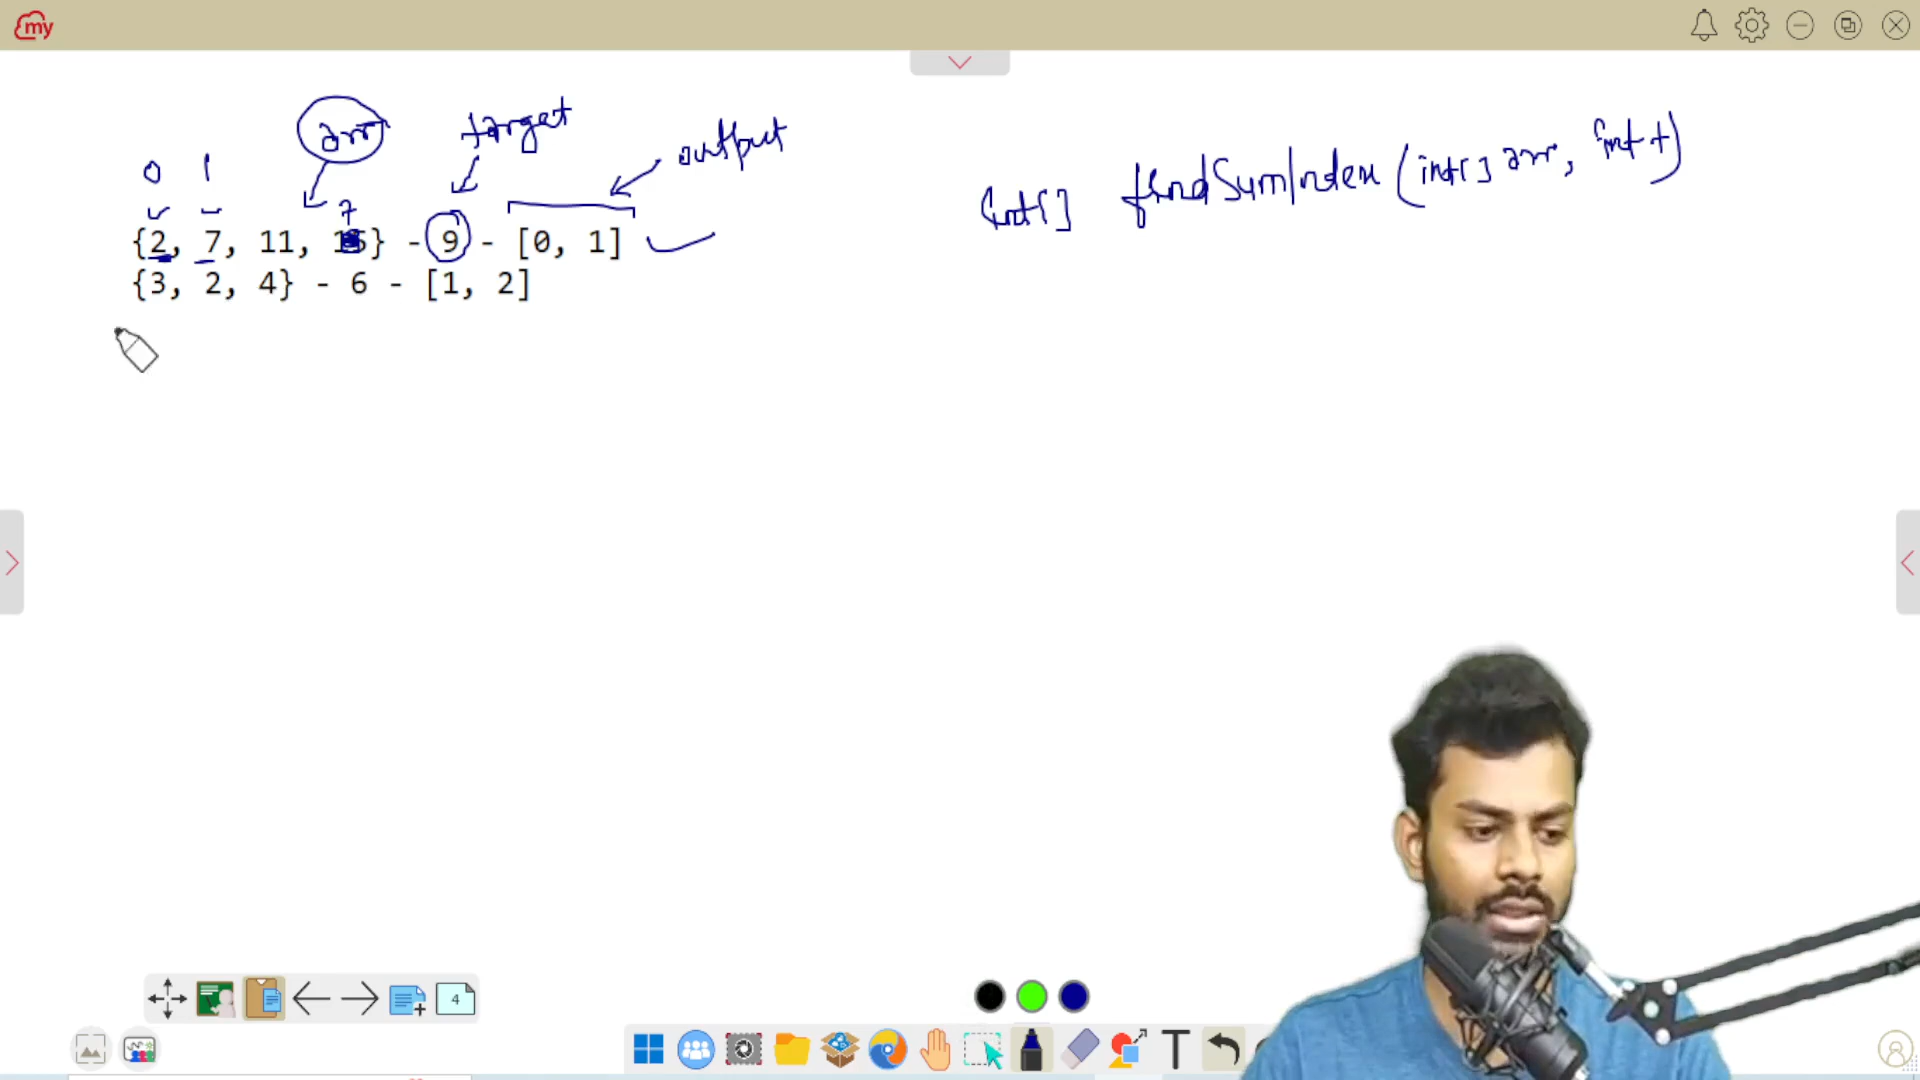 my
arr target output
0 1
7
{2, 7, 11, 15} - 9 - [0, 1]
{3, 2, 4} - 6 - [1, 2]
int[] findSumIndex (int[] arr, int t)
4
T